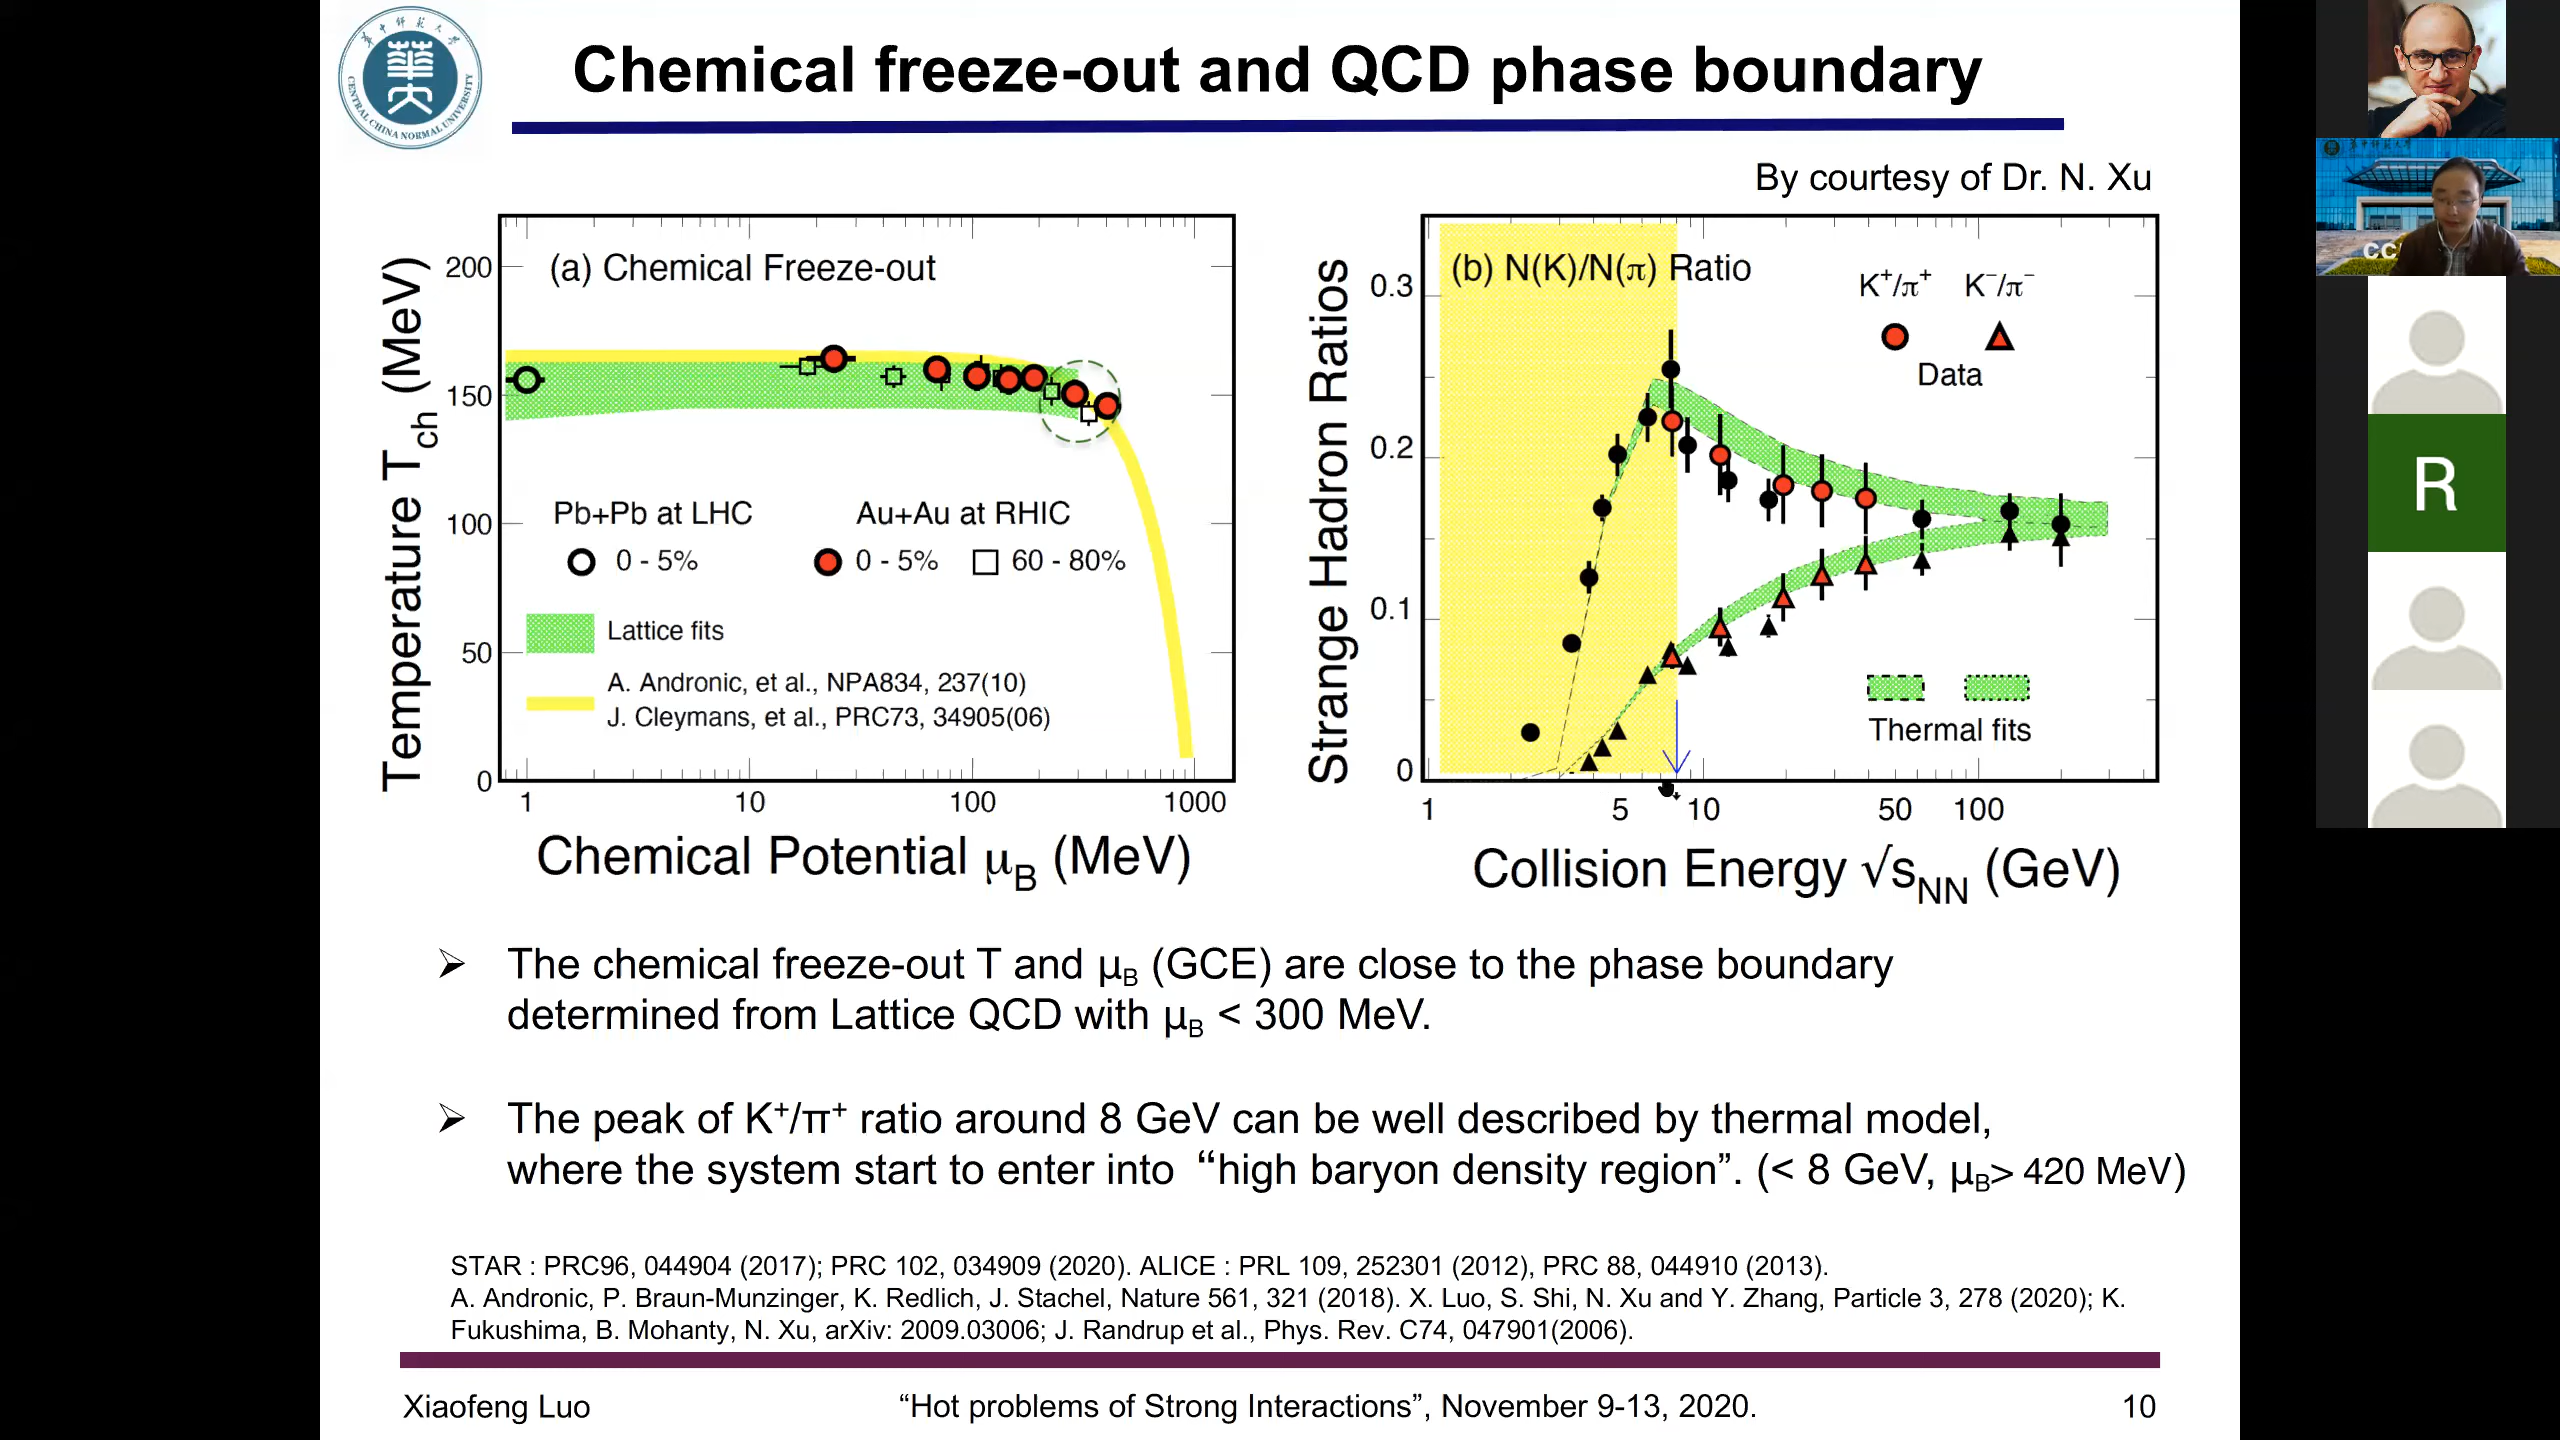 華中師範大學
CENTRAL CHINA NORMAL UNIVERSITY
Chemical freeze-out and QCD phase boundary
By courtesy of Dr. N. Xu
Temperature T_ch (MeV)
200
150
100
50
0
(a) Chemical Freeze-out
Pb+Pb at LHC
Au+Au at RHIC
0 - 5%
0 - 5%
60 - 80%
Lattice fits
A. Andronic, et al., NPA834, 237(10)
J. Cleymans, et al., PRC73, 34905(06)
1 10 100 1000
Chemical Potential μ_B (MeV)
Strange Hadron Ratios
0.3
0.2
0.1
0
(b) N(K)/N(π) Ratio
K⁺/π⁺ K⁻/π⁻
Data
Thermal fits
1 5 10 50 100
Collision Energy √s_NN (GeV)
➢ The chemical freeze-out T and μ_B (GCE) are close to the phase boundary
determined from Lattice QCD with μ_B < 300 MeV.
➢ The peak of K⁺/π⁺ ratio around 8 GeV can be well described by thermal model,
where the system start to enter into “high baryon density region”. (< 8 GeV, μ_B> 420 MeV)
STAR : PRC96, 044904 (2017); PRC 102, 034909 (2020). ALICE : PRL 109, 252301 (2012), PRC 88, 044910 (2013).
A. Andronic, P. Braun-Munzinger, K. Redlich, J. Stachel, Nature 561, 321 (2018). X. Luo, S. Shi, N. Xu and Y. Zhang, Particle 3, 278 (2020); K.
Fukushima, B. Mohanty, N. Xu, arXiv: 2009.03006; J. Randrup et al., Phys. Rev. C74, 047901(2006).
Xiaofeng Luo
“Hot problems of Strong Interactions”, November 9-13, 2020.
10
R